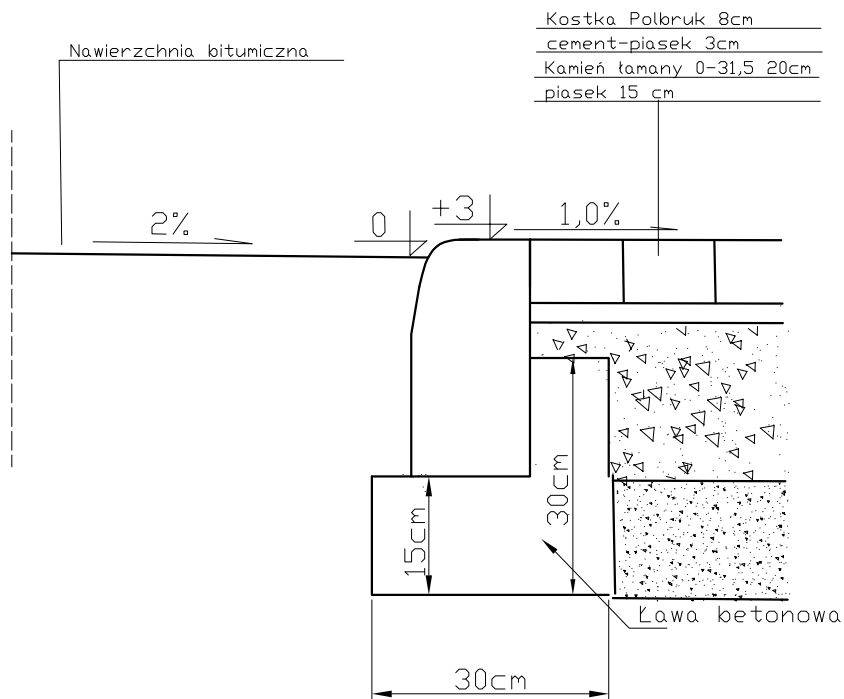 Kostka Polbruk 8cm
cement-piasek 3cm
Kamień łamany 0-31,5 20cm
piasek 15 cm
Nawierzchnia bitumiczna
2%
0
+3
1,0%
30cm
15cm
Ława betonowa
30cm